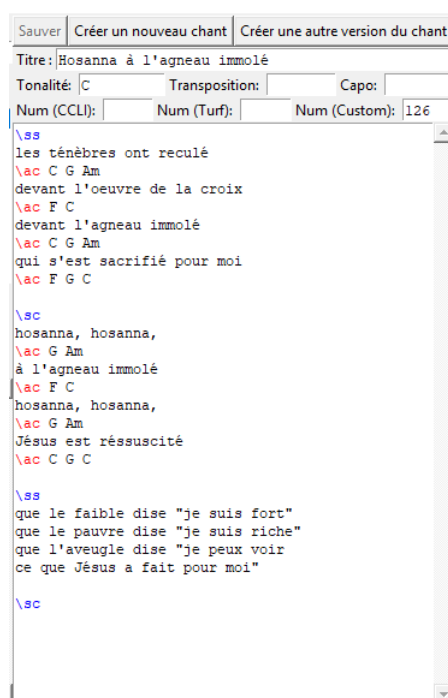 Sauver Créer un nouveau chant Créer une autre version du chant
Titre: Hosanna à l'agneau immolé
Tonalité: C Transposition: Capo:
Num (CCLI): Num (Turf): Num (Custom): 126
\ss
les ténèbres ont reculé
\ac C G Am
devant l'oeuvre de la croix
\ac F C
devant l'agneau immolé
\ac C G Am
qui s'est sacrifié pour moi
\ac F G C
\sc
hosanna, hosanna,
\ac G Am
à l'agneau immolé
\ac F C
hosanna, hosanna,
\ac G Am
Jésus est réssuscité
\ac C G C
\ss
que le faible dise "je suis fort"
que le pauvre dise "je suis riche"
que l'aveugle dise "je peux voir
ce que Jésus a fait pour moi"
\sc